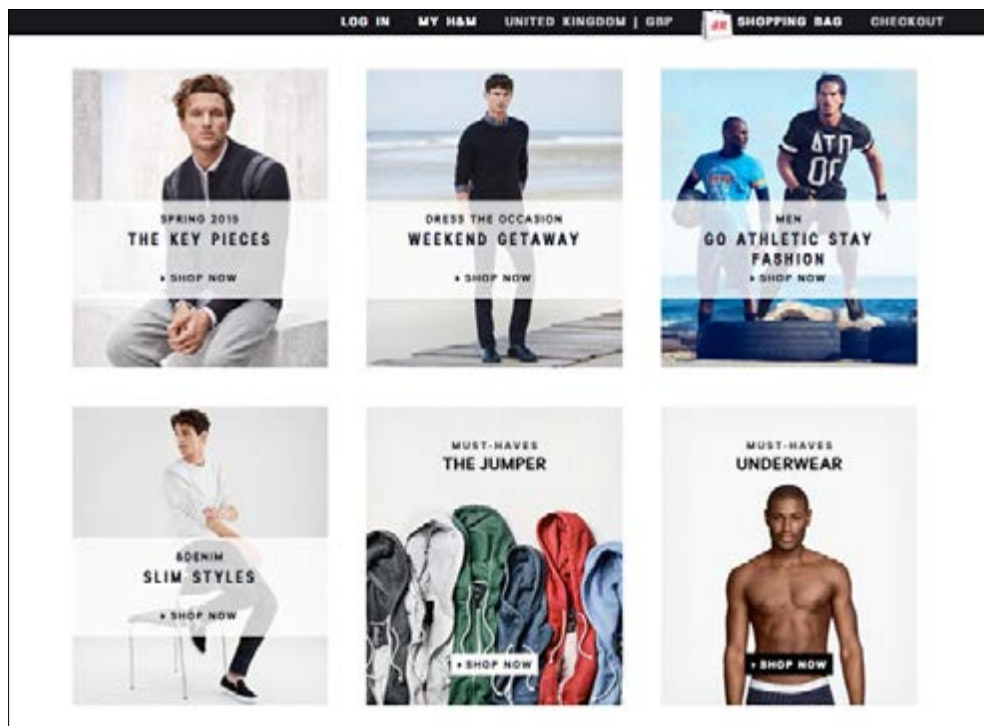 LOG IN MY H&M UNITED KINGDOM | GBP SHOPPING BAG CHECKOUT
SPRING 2015
THE KEY PIECES
SHOP NOW
DRESS THE OCCASION
WEEKEND GETAWAY
SHOP NOW
MEN
GO ATHLETIC STAY
FASHION
SHOP NOW
&DENIM
SLIM STYLES
SHOP NOW
MUST-HAVES
THE JUMPER
SHOP NOW
MUST-HAVES
UNDERWEAR
SHOP NOW